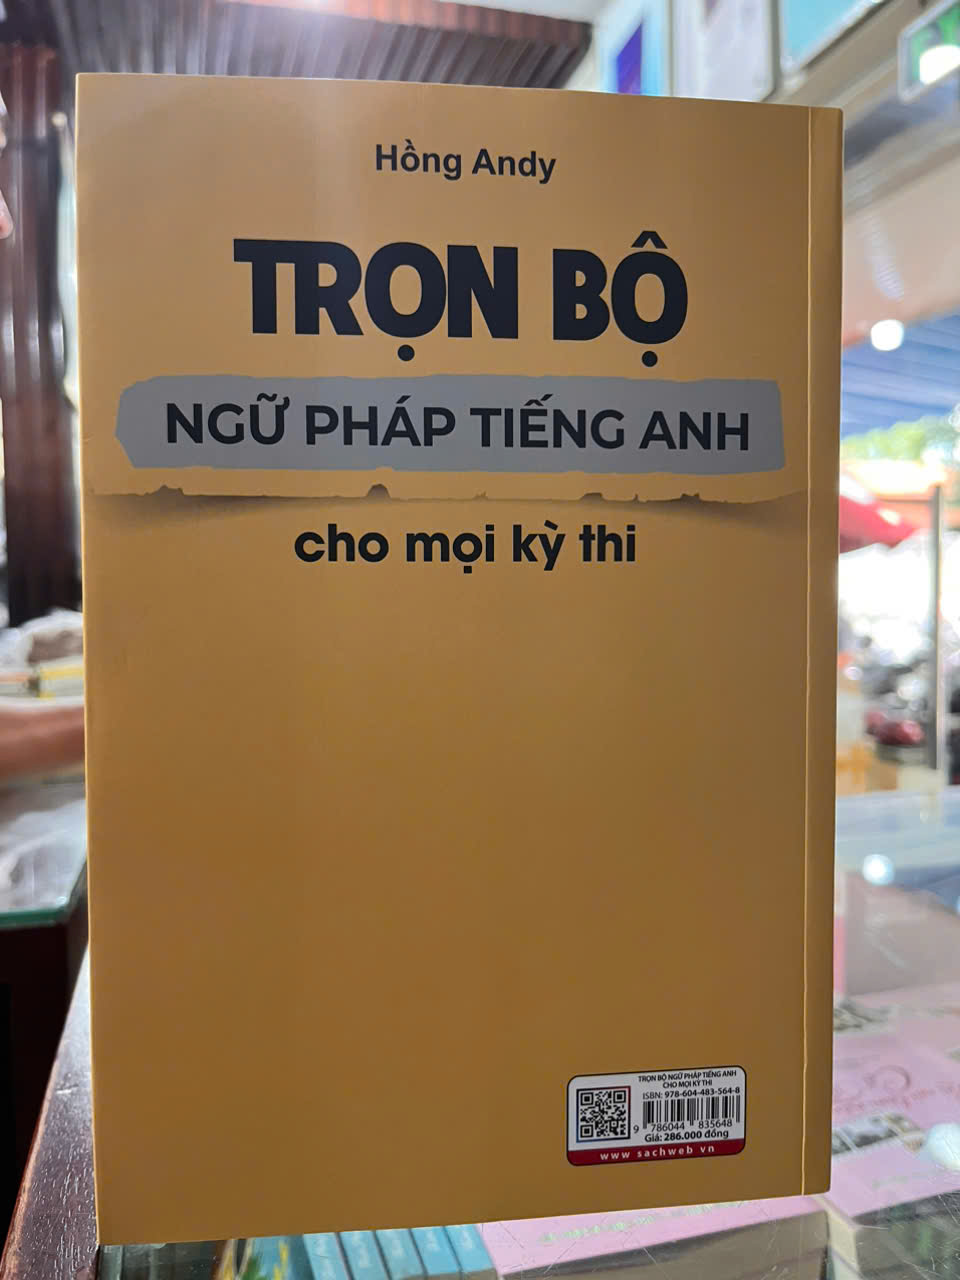 Hồng Andy
TRỌN BỘ
NGỮ PHÁP TIẾNG ANH
cho mọi kỳ thi
TRỌN BỘ NGỮ PHÁP TIẾNG ANH
CHO MỌI KỲ THI
ISBN: 978-604-483-564-8
9 786044 835648
Giá: 286.000 đồng
www sachweb vn